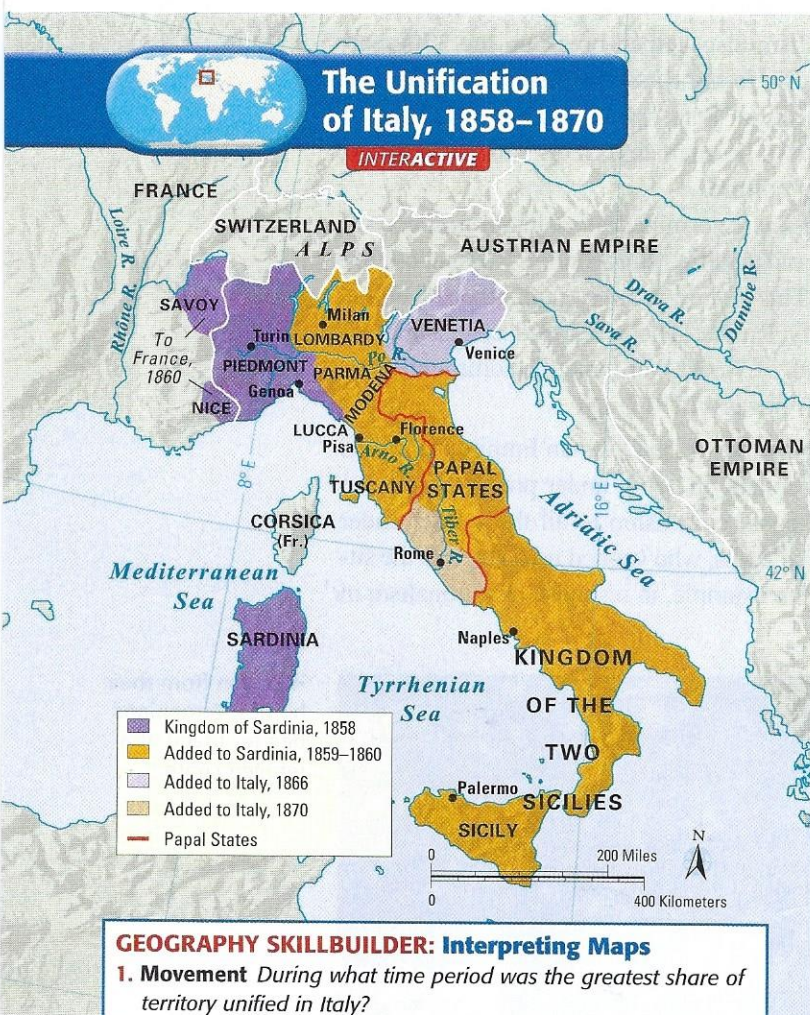 The Unification
of Italy, 1858–1870
INTERACTIVE
50° N
FRANCE
Loire R.
SWITZERLAND
ALPS
AUSTRIAN EMPIRE
Rhône R.
Drava R.
Danube R.
Sava R.
SAVOY
Milan
LOMBARDY
VENETIA
Venice
To
France,
1860
Turin
PIEDMONT
Po R.
PARMA
MODENA
Genoa
NICE
LUCCA
Pisa
Florence
Arno R.
OTTOMAN
EMPIRE
8° E
TUSCANY
PAPAL
STATES
Tiber R.
16° E
Adriatic Sea
CORSICA
(Fr.)
Rome
42° N
Mediterranean
Sea
SARDINIA
Naples
KINGDOM
OF THE
TWO
SICILIES
Tyrrhenian
Sea
Kingdom of Sardinia, 1858
Added to Sardinia, 1859–1860
Added to Italy, 1866
Added to Italy, 1870
Papal States
Palermo
SICILY
N
0 200 Miles
0 400 Kilometers
GEOGRAPHY SKILLBUILDER: Interpreting Maps
1. Movement During what time period was the greatest share of
territory unified in Italy?